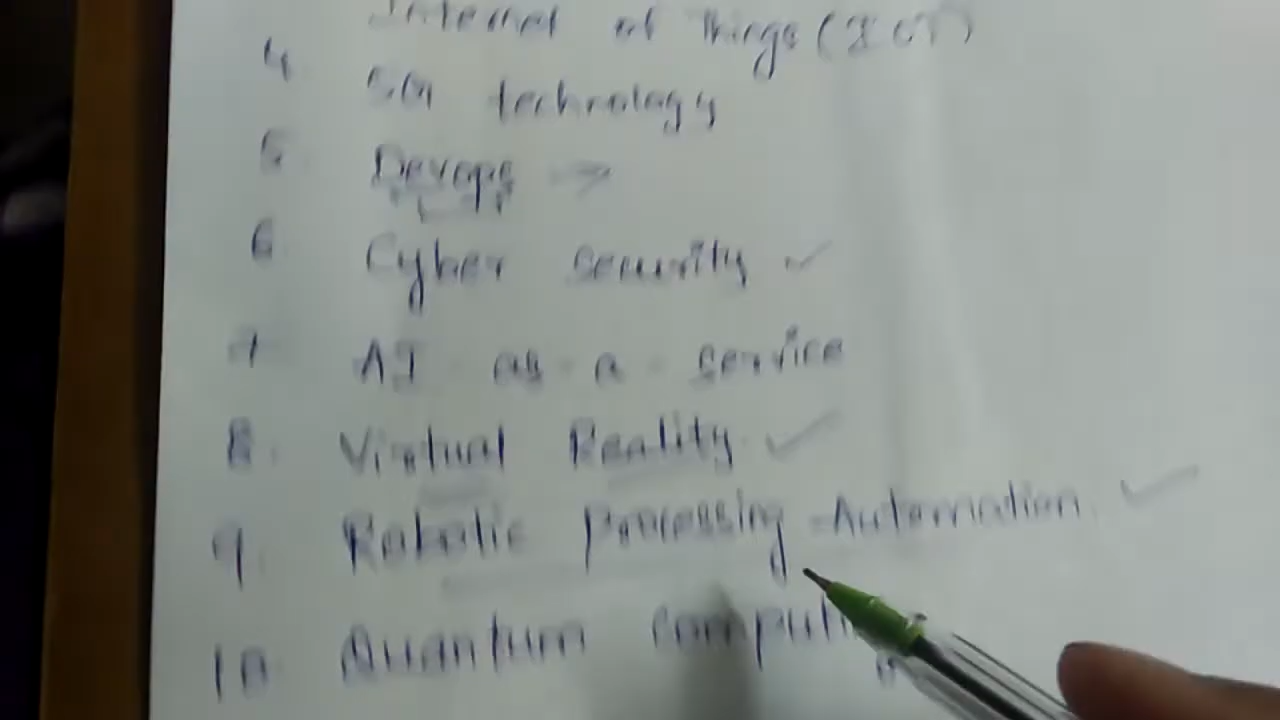 Internet of Things (IOT)
4 5G technology
5 Devops →
6 Cyber security ✓
7 AI - as - a - service
8. Virtual Reality ✓
9. Robotic Processing Automation. ✓
10 Quantum